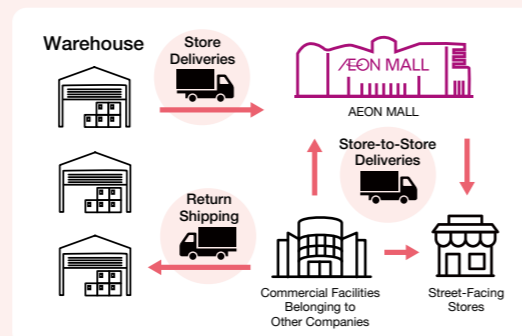 Warehouse
Store
Deliveries
ÆON MALL
AEON MALL
Store-to-Store
Deliveries
Return
Shipping
Commercial Facilities
Belonging to
Other Companies
Street-Facing
Stores